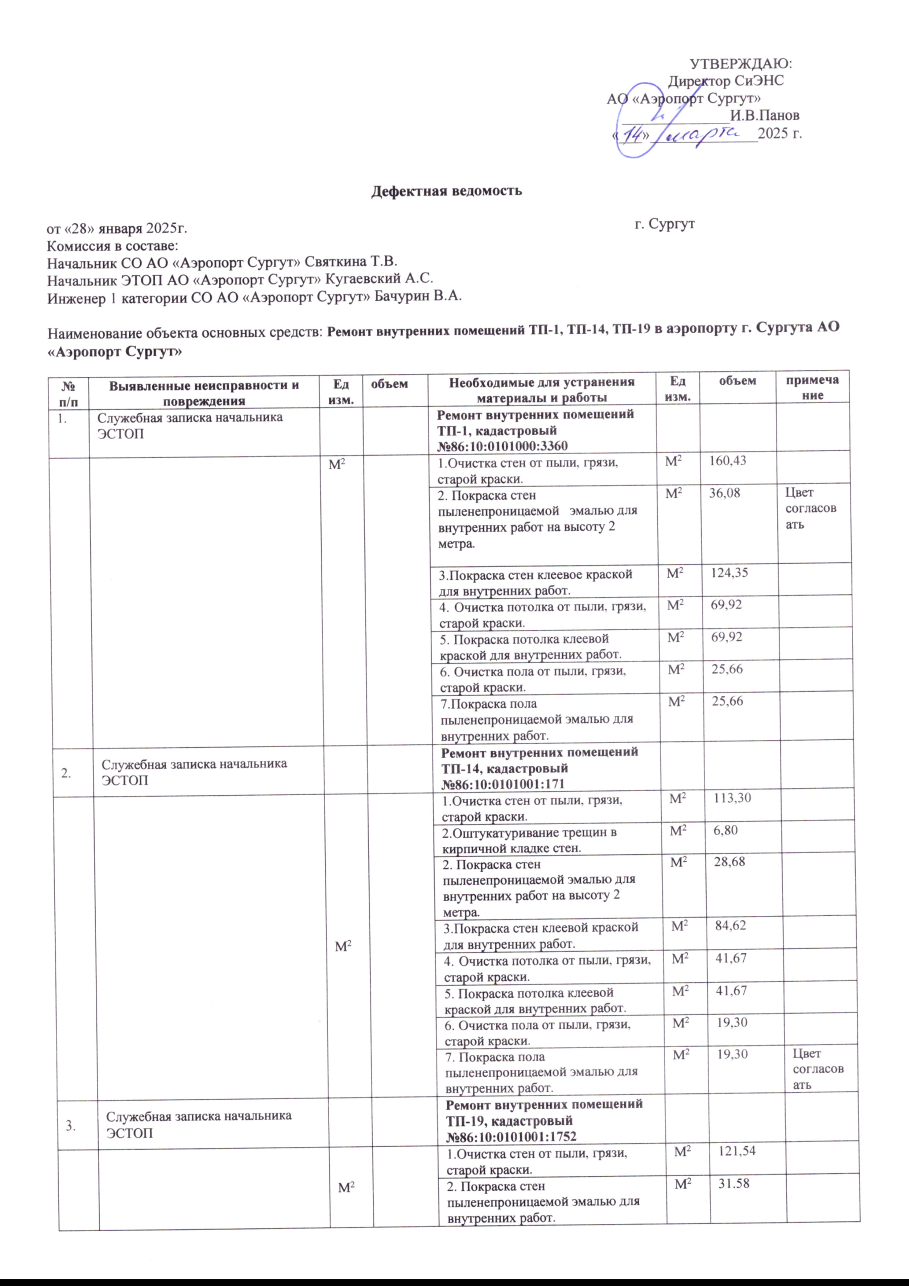 УТВЕРЖДАЮ:
Директор СиЭНС
АО «Аэропорт Сургут»
_______________И.В.Панов
«14» марта 2025 г.
Дефектная ведомость
от «28» января 2025г. г. Сургут
Комиссия в составе:
Начальник СО АО «Аэропорт Сургут» Святкина Т.В.
Начальник ЭТОП АО «Аэропорт Сургут» Кугаевский А.С.
Инженер 1 категории СО АО «Аэропорт Сургут» Бачурин В.А.
Наименование объекта основных средств: Ремонт внутренних помещений ТП-1, ТП-14, ТП-19 в аэропорту г. Сургута АО
«Аэропорт Сургут»
№ п/п Выявленные неисправности и повреждения Ед изм. объем Необходимые для устранения материалы и работы Ед изм. объем примеча ние
1. Служебная записка начальника
ЭСТОП
Ремонт внутренних помещений
ТП-1, кадастровый
№86:10:0101000:3360
М²
1.Очистка стен от пыли, грязи, М² 160,43
старой краски.
2. Покраска стен М² 36,08 Цвет
пыленепроницаемой эмалью для согласов
внутренних работ на высоту 2 ать
метра.
3.Покраска стен клеевое краской М² 124,35
для внутренних работ.
4. Очистка потолка от пыли, грязи, М² 69,92
старой краски.
5. Покраска потолка клеевой М² 69,92
краской для внутренних работ.
6. Очистка пола от пыли, грязи, М² 25,66
старой краски.
7.Покраска пола М² 25,66
пыленепроницаемой эмалью для
внутренних работ.
2. Служебная записка начальника
ЭСТОП
Ремонт внутренних помещений
ТП-14, кадастровый
№86:10:0101001:171
М²
1.Очистка стен от пыли, грязи, М² 113,30
старой краски.
2.Оштукатуривание трещин в М² 6,80
кирпичной кладке стен.
2. Покраска стен М² 28,68
пыленепроницаемой эмалью для
внутренних работ на высоту 2
метра.
3.Покраска стен клеевой краской М² 84,62
для внутренних работ.
4. Очистка потолка от пыли, грязи, М² 41,67
старой краски.
5. Покраска потолка клеевой М² 41,67
краской для внутренних работ.
6. Очистка пола от пыли, грязи, М² 19,30
старой краски.
7. Покраска пола М² 19,30 Цвет
пыленепроницаемой эмалью для согласов
внутренних работ. ать
3. Служебная записка начальника
ЭСТОП
Ремонт внутренних помещений
ТП-19, кадастровый
№86:10:0101001:1752
М²
1.Очистка стен от пыли, грязи, М² 121,54
старой краски.
2. Покраска стен М² 31.58
пыленепроницаемой эмалью для
внутренних работ.